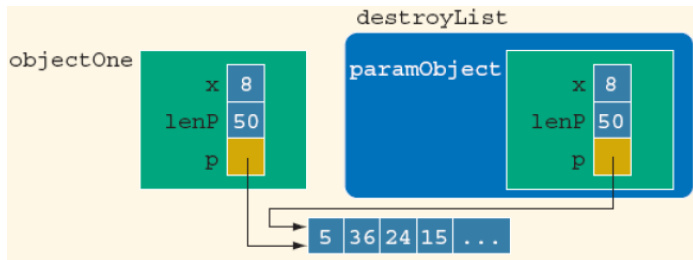 destroyList
objectOne
paramObject
x 8
lenP 50
p
x 8
lenP 50
p
5 36 24 15 ...